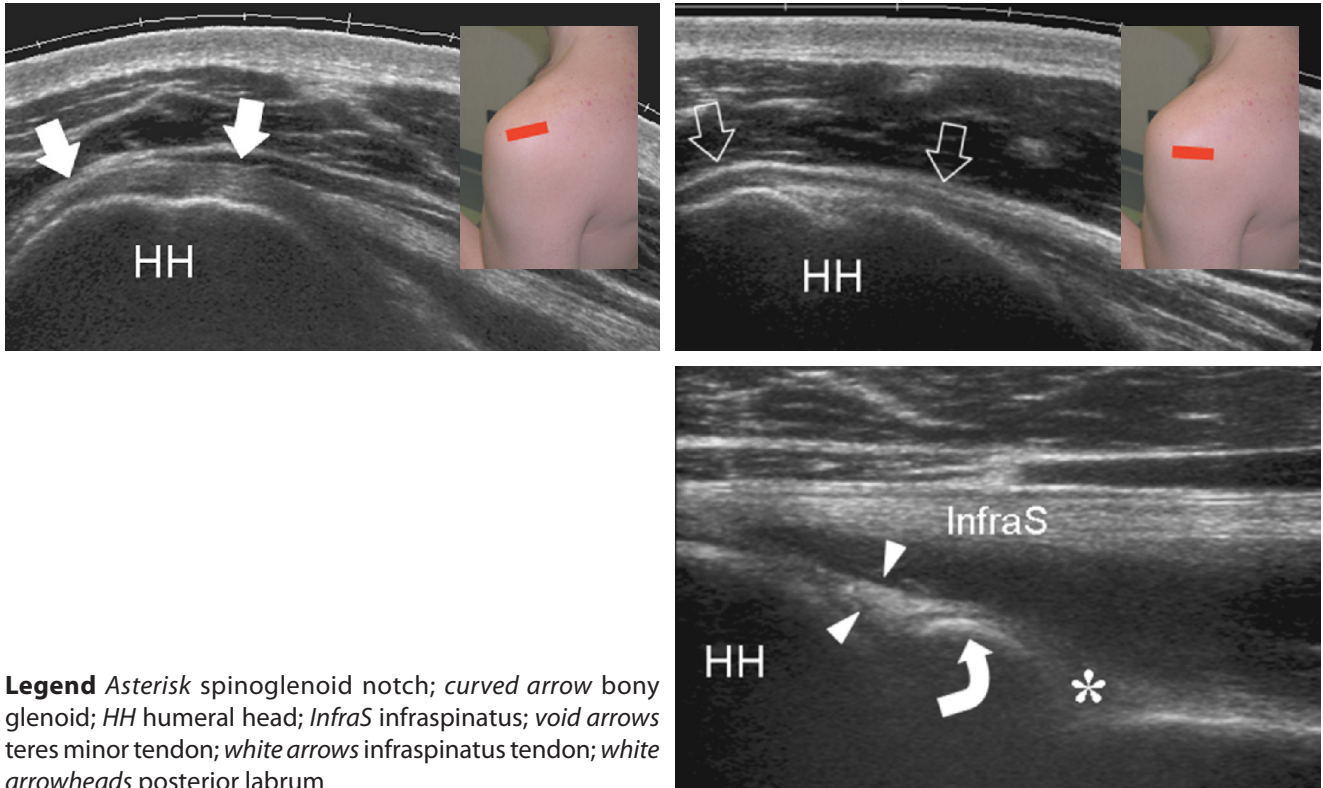 HH
HH
InfraS
HH
*
Legend Asterisk spinoglenoid notch; curved arrow bony
glenoid; HH humeral head; InfraS infraspinatus; void arrows
teres minor tendon; white arrows infraspinatus tendon; white
arrowheads posterior labrum